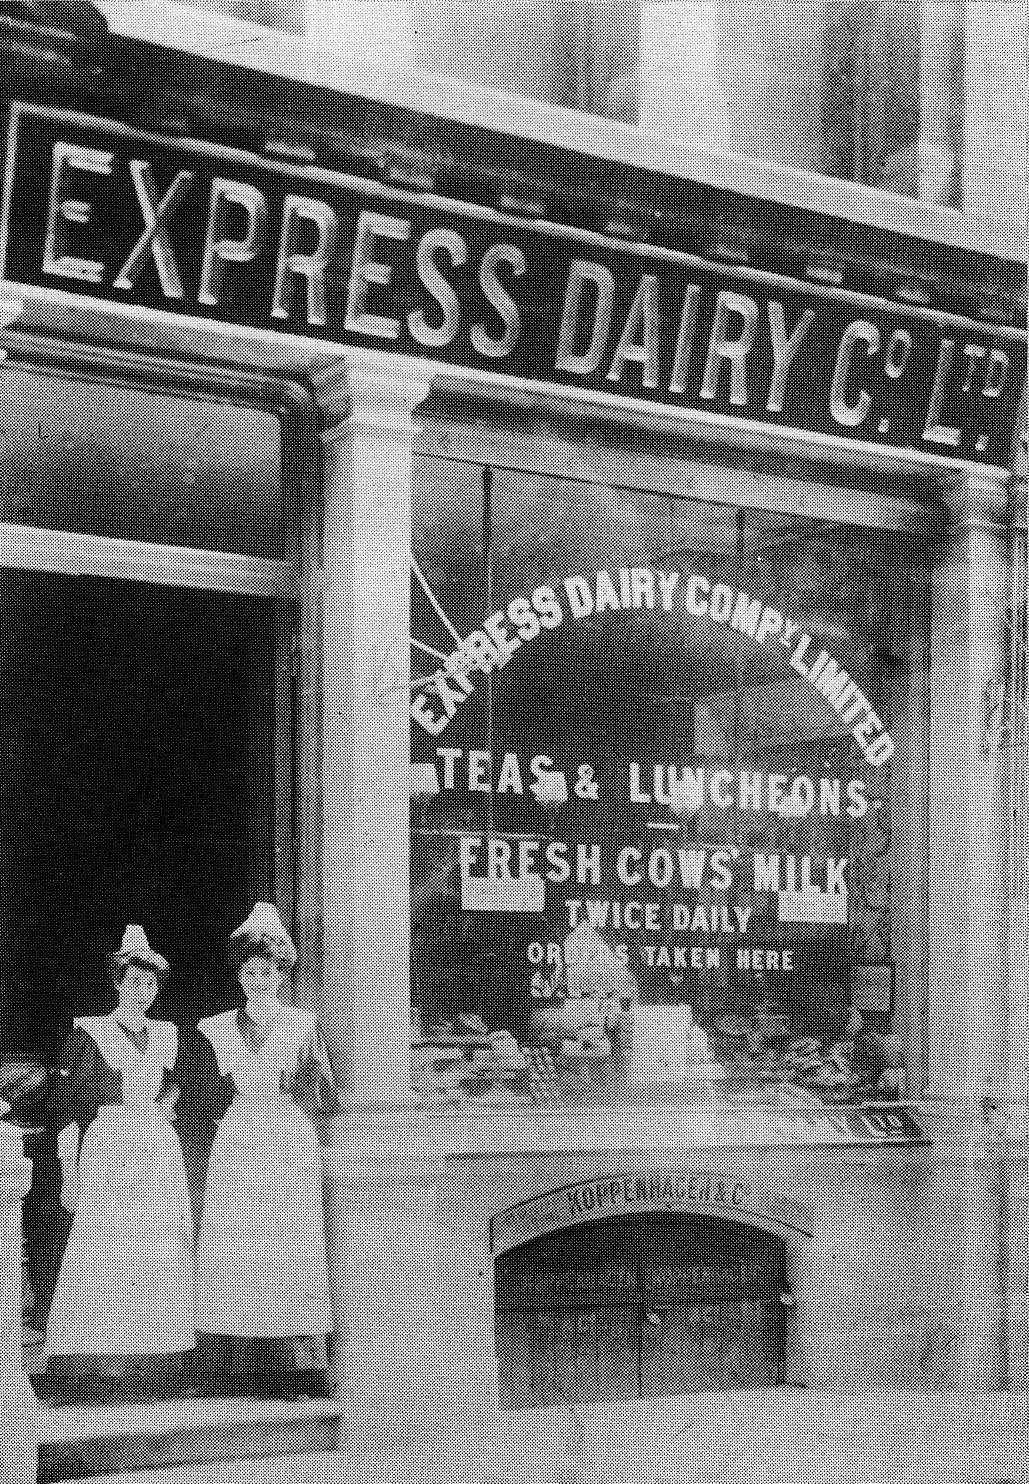 EXPRESS DAIRY Cº. LTD.
EXPRESS DAIRY COMPY LIMITED
TEAS & LUNCHEONS
FRESH COWS' MILK
TWICE DAILY
ORDERS TAKEN HERE
KOPPENHAGEN & Cº